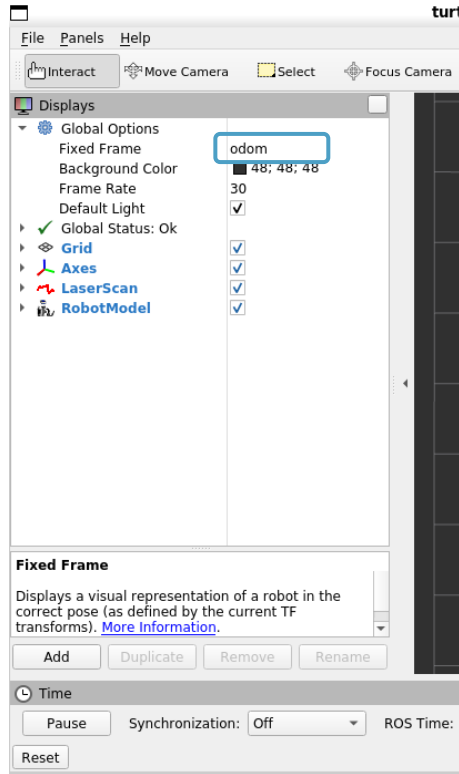 turt
File Panels Help
Interact Move Camera Select Focus Camera
Displays
Global Options
Fixed Frame odom
Background Color 48; 48; 48
Frame Rate 30
Default Light
Global Status: Ok
Grid
Axes
LaserScan
RobotModel
Fixed Frame
Displays a visual representation of a robot in the
correct pose (as defined by the current TF
transforms). More Information.
Add Duplicate Remove Rename
Time
Pause Synchronization: Off ROS Time:
Reset